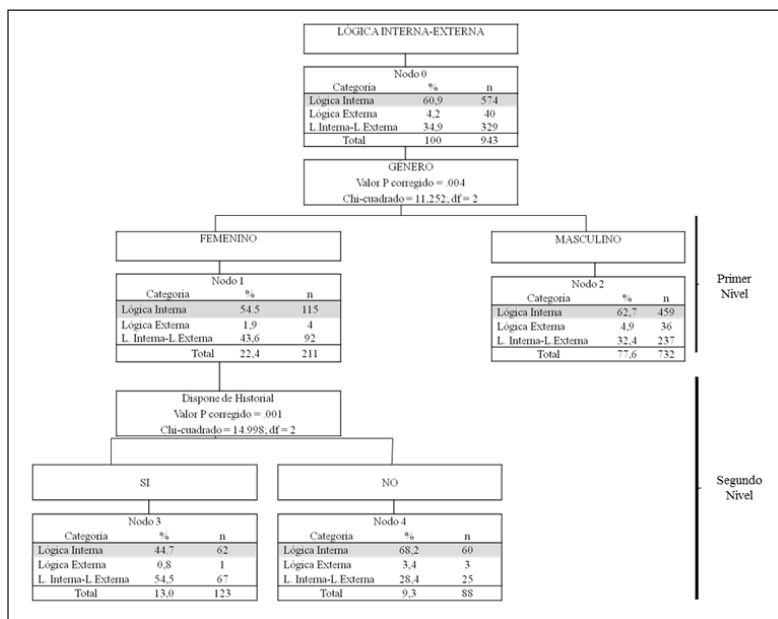 LÓGICA INTERNA-EXTERNA
Nodo 0
Categoria % n
Lógica Interna 60,9 574
Lógica Externa 4,2 40
L.Interna-L.Externa 34,9 329
Total 100 943
GÉNERO
Valor P corregido = .004
Chi-cuadrado = 11,252; df = 2
FEMENINO
Nodo 1
Categoria % n
Lógica Interna 54.5 115
Lógica Externa 1,9 4
L. Interna-L.Externa 43,6 92
Total 22,4 211
MASCULINO
Nodo 2
Categoria % n
Lógica Interna 62,7 459
Lógica Externa 4,9 36
L. Interna-L.Externa 32,4 237
Total 77,6 732
Primer
Nivel
Dispone de Historial
Valor P corregido = .001
Chi-cuadrado = 14.998; df = 2
SI
Nodo 3
Categoria % n
Lógica Interna 44.7 62
Lógica Externa 0,8 1
L. Interna-L.Externa 54,5 67
Total 13,0 123
NO
Nodo 4
Categoria % n
Lógica Interna 68,2 60
Lógica Externa 3,4 3
L. Interna-L.Externa 28,4 25
Total 9,3 88
Segundo
Nivel